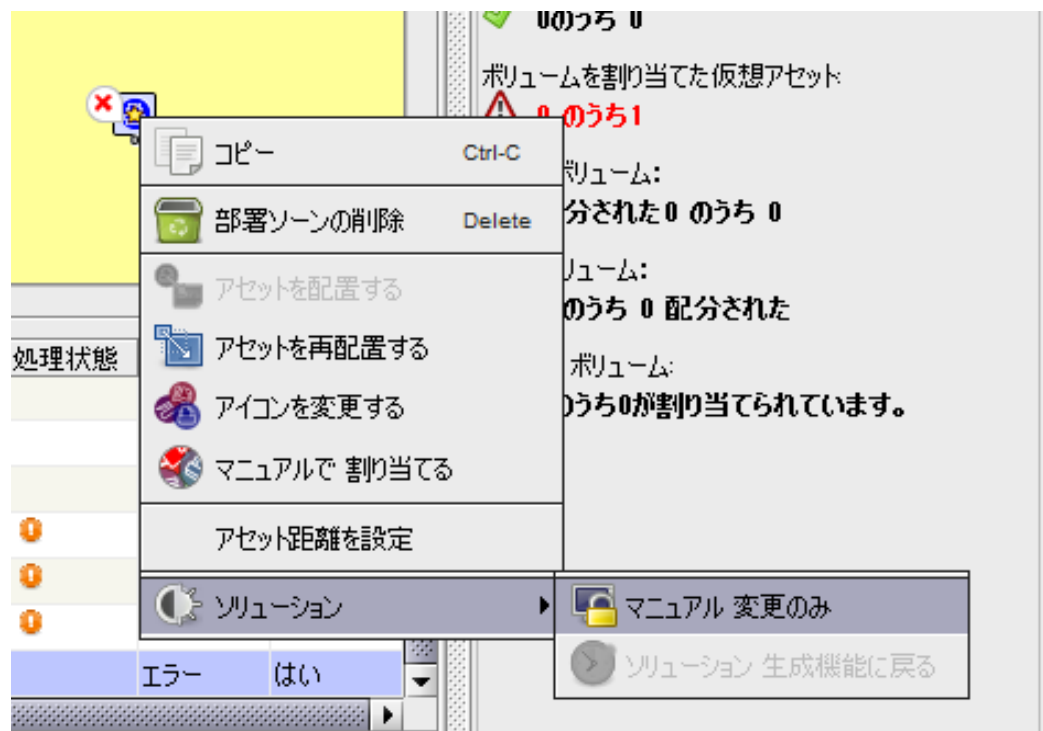 0のうち 0
ボリュームを割り当てた仮想アセット:
0 のうち1
ボリューム:
分された0 のうち 0
リューム:
のうち 0 配分された
ボリューム:
うち0が割り当てられています。
コピー Ctrl-C
部署ソーンの削除 Delete
アセットを配置する
アセットを再配置する
アイコンを変更する
マニュアルで 割り当てる
アセット距離を設定
ソリューション
マニュアル 変更のみ
ソリューション 生成機能に戻る
処理状態
エラー はい